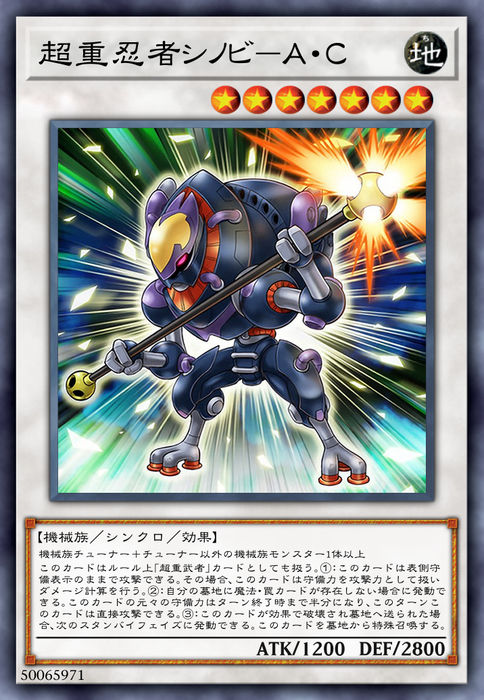 超重忍者シノビ－A・C
ち
地
【機械族／シンクロ／効果】
機械族チューナー＋チューナー以外の機械族モンスター1体以上
このカードはルール上「超重武者」カードとしても扱う。①：このカードは表側守
備表示のままで攻撃できる。その場合、このカードは守備力を攻撃力として扱い
ダメージ計算を行う。②：自分の墓地に魔法・罠カードが存在しない場合に発動で
きる。このカードの元々の守備力はターン終了時まで半分になり、このターンこ
のカードは直接攻撃できる。③：このカードが効果で破壊され墓地へ送られた場
合、次のスタンバイフェイズに発動できる。このカードを墓地から特殊召喚する。
ATK/1200 DEF/2800
50065971